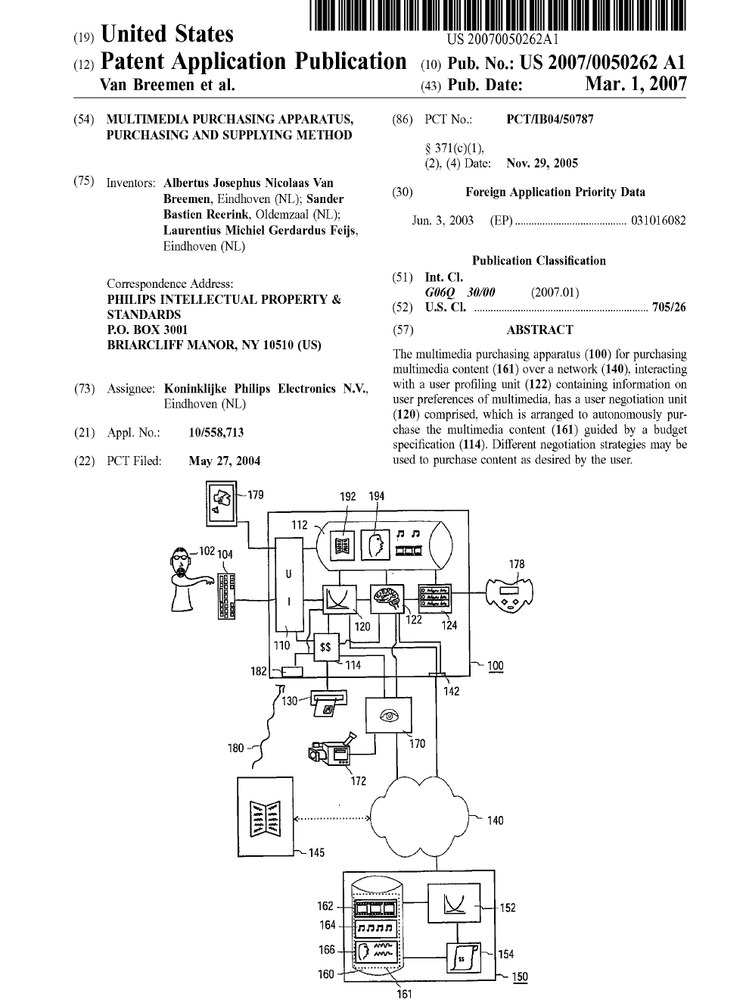 US 20070050262A1
(19) United States
(12) Patent Application Publication (10) Pub. No.: US 2007/0050262 A1
Van Breemen et al. (43) Pub. Date: Mar. 1, 2007
(54) MULTIMEDIA PURCHASING APPARATUS,
PURCHASING AND SUPPLYING METHOD
(75) Inventors: Albertus Josephus Nicolaas Van
Breemen, Eindhoven (NL); Sander
Bastien Reerink, Oldemzaal (NL);
Laurentius Michiel Gerdardus Feijs,
Eindhoven (NL)
Correspondence Address:
PHILIPS INTELLECTUAL PROPERTY &
STANDARDS
P.O. BOX 3001
BRIARCLIFF MANOR, NY 10510 (US)
(73) Assignee: Koninklijke Philips Electronics N.V.,
Eindhoven (NL)
(21) Appl. No.: 10/558,713
(22) PCT Filed: May 27, 2004
(86) PCT No.: PCT/IB04/50787
§ 371(c)(1),
(2), (4) Date: Nov. 29, 2005
(30) Foreign Application Priority Data
Jun. 3, 2003 (EP) ........................................ 031016082
Publication Classification
(51) Int. Cl.
G06Q 30/00 (2007.01)
(52) U.S. Cl. .............................................................. 705/26
(57) ABSTRACT
The multimedia purchasing apparatus (100) for purchasing
multimedia content (161) over a network (140), interacting
with a user profiling unit (122) containing information on
user preferences of multimedia, has a user negotiation unit
(120) comprised, which is arranged to autonomously pur-
chase the multimedia content (161) guided by a budget
specification (114). Different negotiation strategies may be
used to purchase content as desired by the user.
179
192 194
112
102 104
U
I
178
120 122 124
110
$$
114
182
100
142
130
170
180
172
140
145
162
152
164
166
$$
154
160
150
161